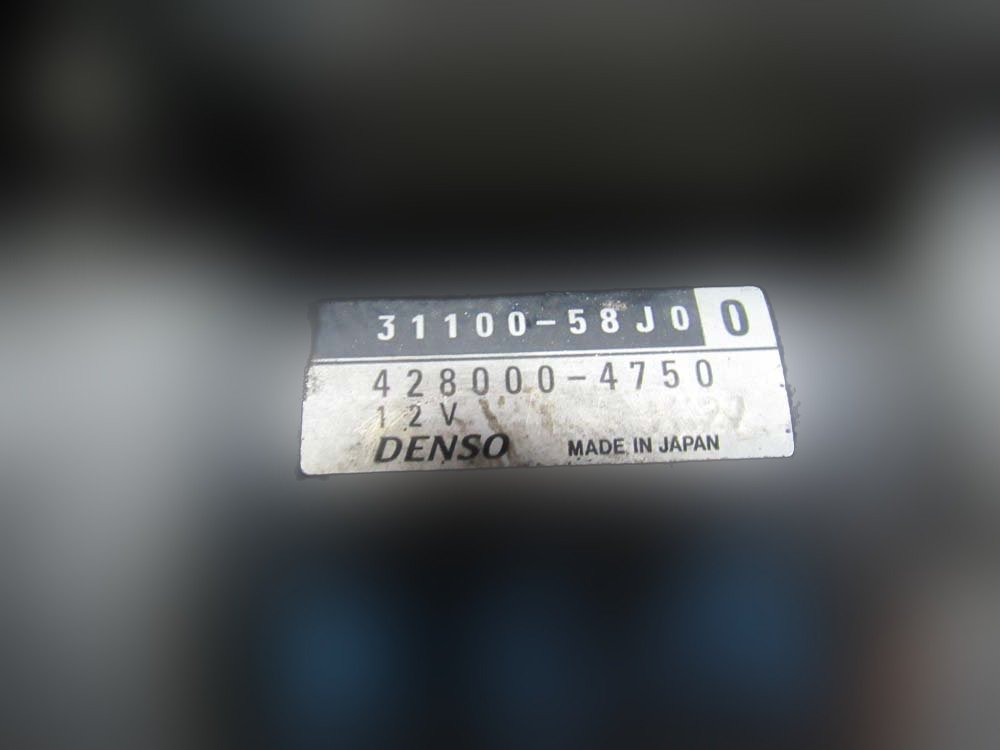 31100-58J0 0
428000-4750
12V
DENSO MADE IN JAPAN